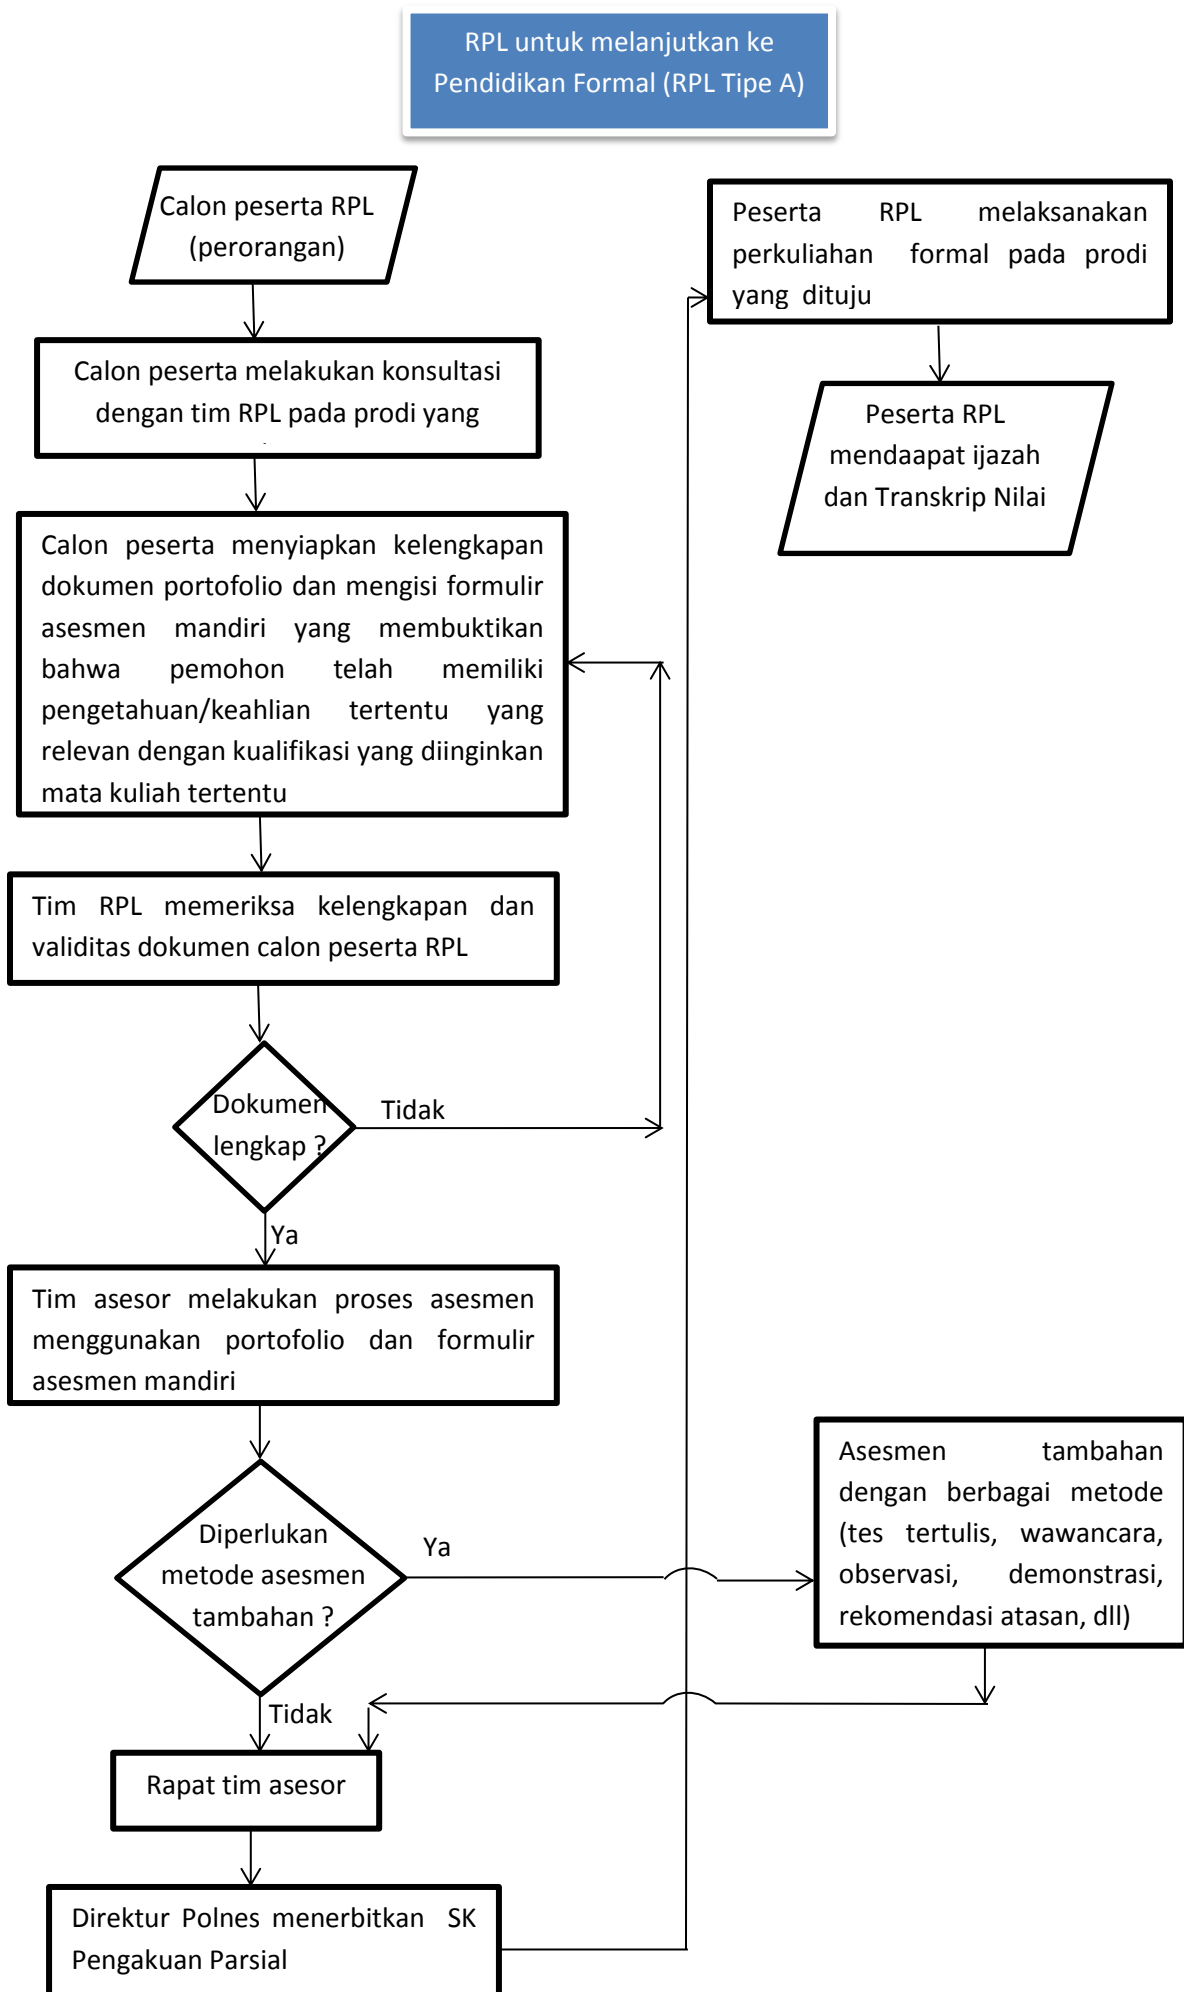 RPL untuk melanjutkan ke
Pendidikan Formal (RPL Tipe A)
Calon peserta RPL
(perorangan)
Calon peserta melakukan konsultasi
dengan tim RPL pada prodi yang
Calon peserta menyiapkan kelengkapan
dokumen portofolio dan mengisi formulir
asesmen mandiri yang membuktikan
bahwa pemohon telah memiliki
pengetahuan/keahlian tertentu yang
relevan dengan kualifikasi yang diinginkan
mata kuliah tertentu
Tim RPL memeriksa kelengkapan dan
validitas dokumen calon peserta RPL
Dokumen
lengkap ?
Tidak
Ya
Tim asesor melakukan proses asesmen
menggunakan portofolio dan formulir
asesmen mandiri
Diperlukan
metode asesmen
tambahan ?
Ya
Tidak
Asesmen tambahan
dengan berbagai metode
(tes tertulis, wawancara,
observasi, demonstrasi,
rekomendasi atasan, dll)
Rapat tim asesor
Direktur Polnes menerbitkan SK
Pengakuan Parsial
Peserta RPL melaksanakan
perkuliahan formal pada prodi
yang dituju
Peserta RPL
mendaapat ijazah
dan Transkrip Nilai